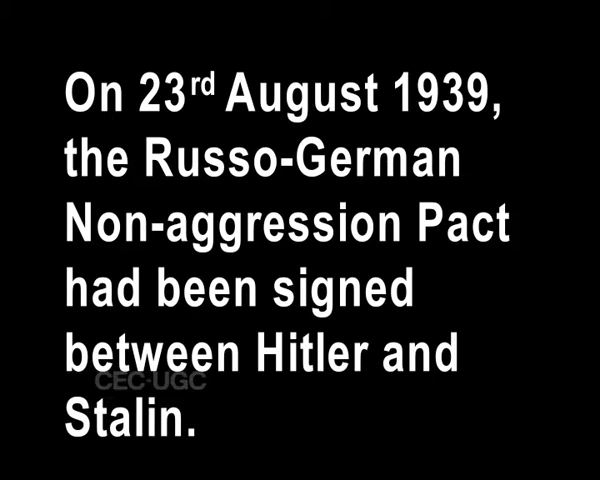 On 23rd August 1939,
the Russo-German
Non-aggression Pact
had been signed
between Hitler and
CEC-UGC
Stalin.